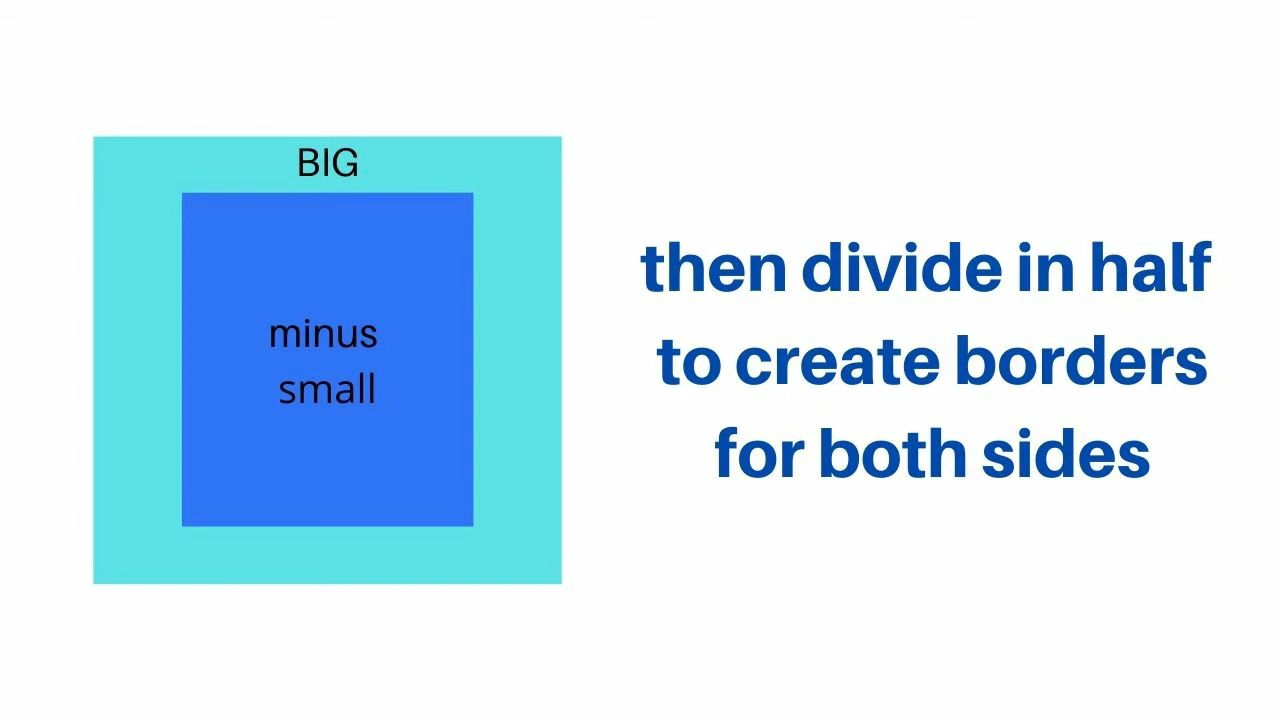 BIG
minus
small
then divide in half
to create borders
for both sides